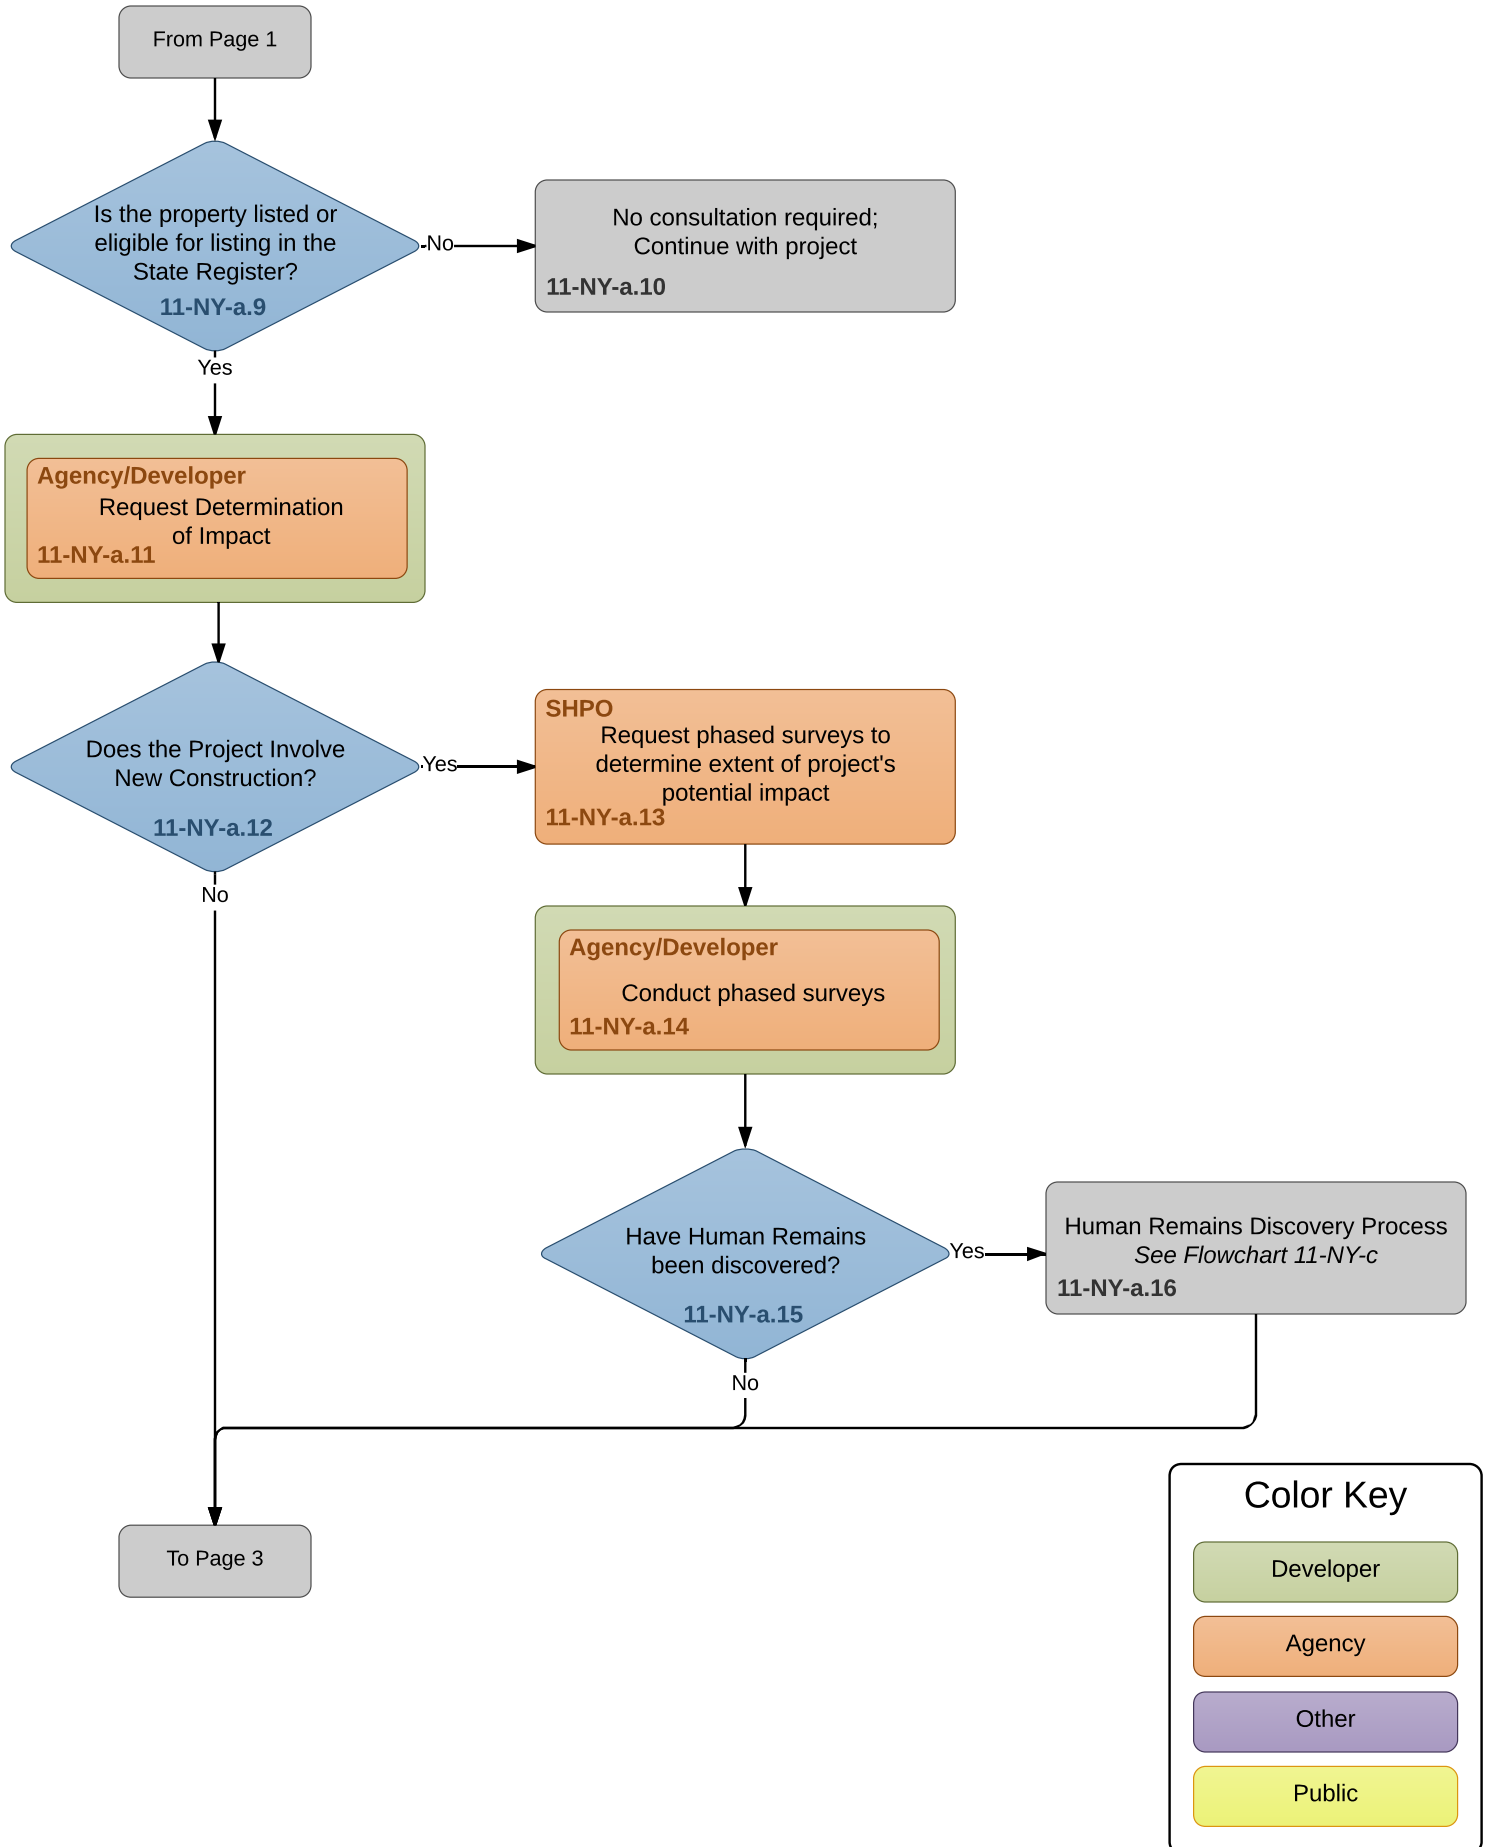 From Page 1
Is the property listed or
eligible for listing in the
State Register?
11-NY-a.9
No
No consultation required;
Continue with project
11-NY-a.10
Yes
Agency/Developer
Request Determination
of Impact
11-NY-a.11
Does the Project Involve
New Construction?
11-NY-a.12
Yes
SHPO
Request phased surveys to
determine extent of project's
potential impact
11-NY-a.13
No
Agency/Developer
Conduct phased surveys
11-NY-a.14
Have Human Remains
been discovered?
11-NY-a.15
Yes
Human Remains Discovery Process
See Flowchart 11-NY-c
11-NY-a.16
No
To Page 3
Color Key
Developer
Agency
Other
Public